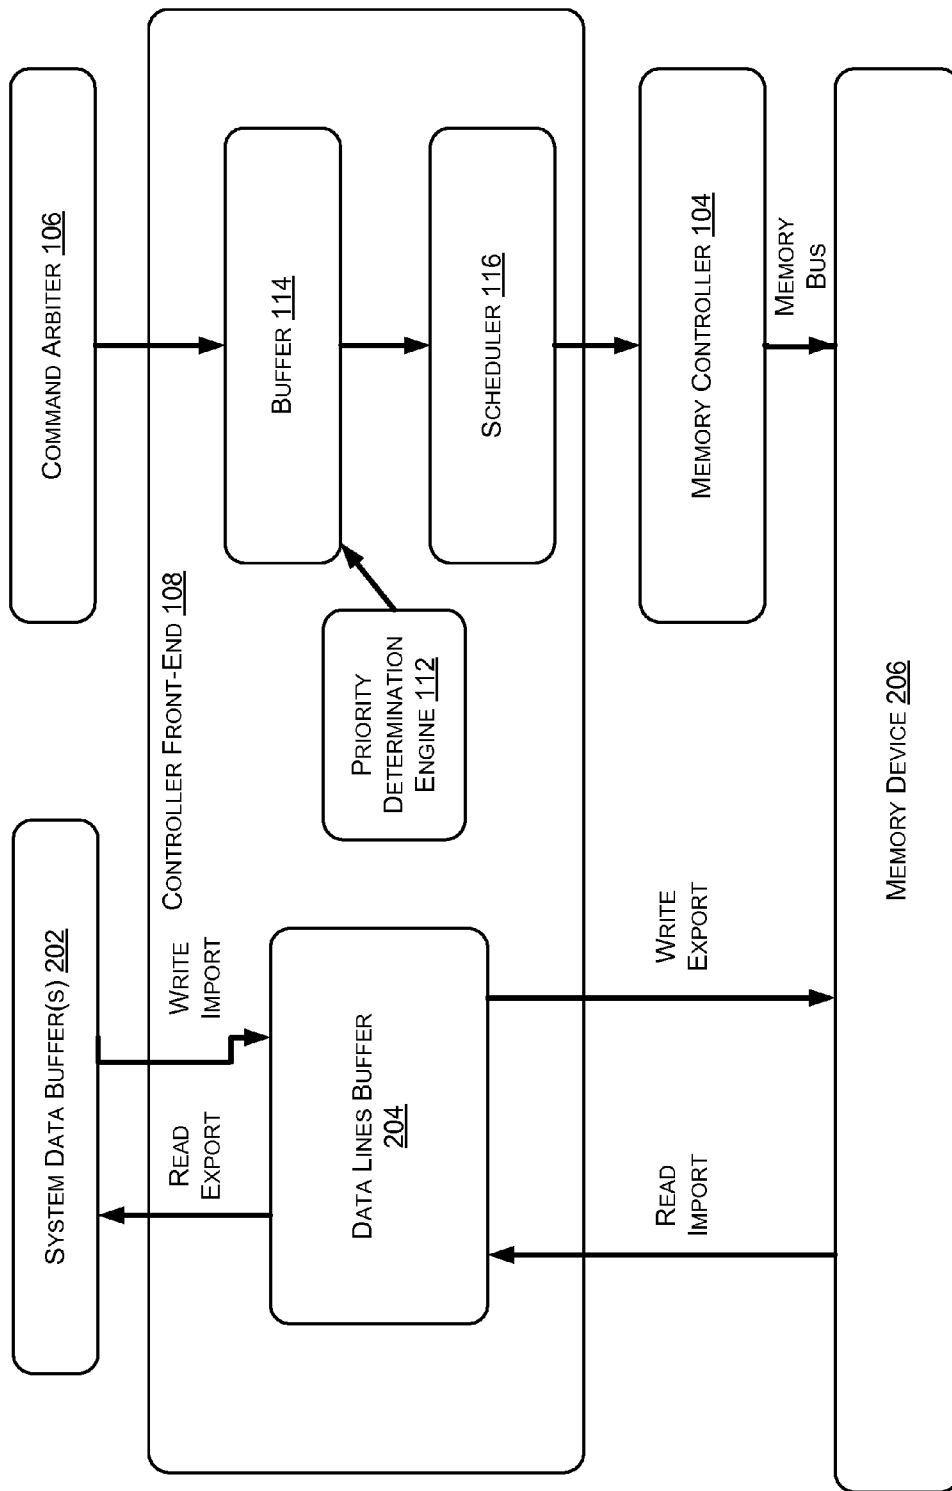 SYSTEM DATA BUFFER(S) 202
COMMAND ARBITER 106
CONTROLLER FRONT-END 108
READ
EXPORT
WRITE
IMPORT
DATA LINES BUFFER
204
PRIORITY
DETERMINATION
ENGINE 112
BUFFER 114
SCHEDULER 116
READ
IMPORT
WRITE
EXPORT
MEMORY CONTROLLER 104
MEMORY
BUS
MEMORY DEVICE 206